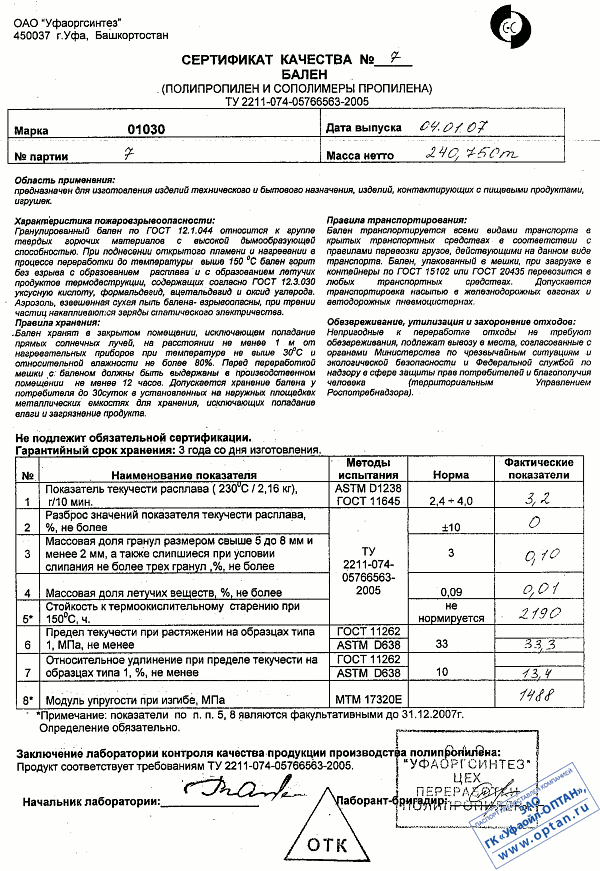 ОАО "Уфаоргсинтез"
450037 г.Уфа, Башкортостан
СЕРТИФИКАТ КАЧЕСТВА № 7
БАЛЕН
(ПОЛИПРОПИЛЕН И СОПОЛИМЕРЫ ПРОПИЛЕНА)
ТУ 2211-074-05766563-2005
Марка 01030 Дата выпуска 04.01.07
№ партии 7 Масса нетто 240,750т
Область применения:
предназначен для изготовления изделий технического и бытового назначения, изделий, контактирующих с пищевыми продуктами,
игрушек.
Характеристика пожаровзрывоопасности:
Гранулированный бален по ГОСТ 12.1.044 относится к группе
твердых горючих материалов с высокой дымообразующей
способностью. При поднесении открытого пламени и нагревании в
процессе переработки до температуры выше 150 ⁰С бален горит
без взрыва с образованием расплава и с образованием летучих
продуктов термодеструкции, содержащих согласно ГОСТ 12.3.030
уксусную кислоту, формальдегид, ацетальдегид и оксид углерода.
Аэрозоль, взвешенная сухая пыль балена- взрывоопасны, при трении
частиц накапливаются заряды статического электричества.
Правила хранения:
Бален хранят в закрытом помещении, исключающем попадание
прямых солнечных лучей, на расстоянии не менее 1 м от
нагревательных приборов при температуре не выше 30⁰С и
относительной влажности не более 80%. Перед переработкой
мешки с баленом должны быть выдержаны в производственном
помещении не менее 12 часов. Допускается хранение балена у
потребителя до 30суток в установленных на наружных площадках
металлических емкостях для хранения, исключающих попадание
влаги и загрязнение продукта.
Правила транспортирования:
Бален транспортируется всеми видами транспорта в
крытых транспортных средствах в соответствии с
правилами перевозки грузов, действующими на данном виде
транспорта. Бален, упакованный в мешки, при загрузке в
контейнеры по ГОСТ 15102 или ГОСТ 20435 перевозится в
любых транспортных средствах. Допускается
транспортировка насыпью в железнодорожных вагонах и
автодорожных пневмоцистернах.
Обезвреживание, утилизация и захоронение отходов:
Непригодные к переработке отходы не требуют
обезвреживания, подлежат вывозу в места, согласованные с
органами Министерства по чрезвычайным ситуациям и
экологической безопасности и Федеральной службой по
надзору в сфере защиты прав потребителей и благополучия
человека (территориальным Управлением
Роспотребнадзора).
Не подлежит обязательной сертификации.
Гарантийный срок хранения: 3 года со дня изготовления.
№ Наименование показателя Методы испытания Норма Фактические показатели
1 Показатель текучести расплава ( 230⁰С / 2,16 кг), г/10 мин. ASTM D1238 ГОСТ 11645 2,4 ÷ 4,0 3,2
2 Разброс значений показателя текучести расплава, %, не более ±10 0
3 Массовая доля гранул размером свыше 5 до 8 мм и менее 2 мм, а также слипшиеся при условии слипания не более трех гранул ,%, не более ТУ 2211-074-05766563-2005 3 0,10
4 Массовая доля летучих веществ, %, не более 0,09 0,01
5* Стойкость к термоокислительному старению при 150⁰С, ч. не нормируется 2190
6 Предел текучести при растяжении на образцах типа 1, МПа, не менее ГОСТ 11262 ASTM D638 33 33,3
7 Относительное удлинение при пределе текучести на образцах типа 1, %, не менее ГОСТ 11262 ASTM D638 10 13,4
8* Модуль упругости при изгибе, МПа МТМ 17320Е 1488
*Примечание: показатели по п. п. 5, 8 являются факультативными до 31.12.2007г.
Определение обязательно.
Заключение лаборатории контроля качества продукции производства полипропилена:
Продукт соответствует требованиям ТУ 2211-074-05766563-2005.
"УФАОРГСИНТЕЗ"
ЦЕХ
ПЕРЕРАБОТКИ
ПОЛИПРОПИЛЕНА
Начальник лаборатории: Лаборант-бригадир:
ОТК
ПАСПОРТ ПРЕДОСТАВЛЕН КОМПАНИЕЙ
ЗАО
ГК «Уфаойл-ОПТАН»,
www.optan.ru